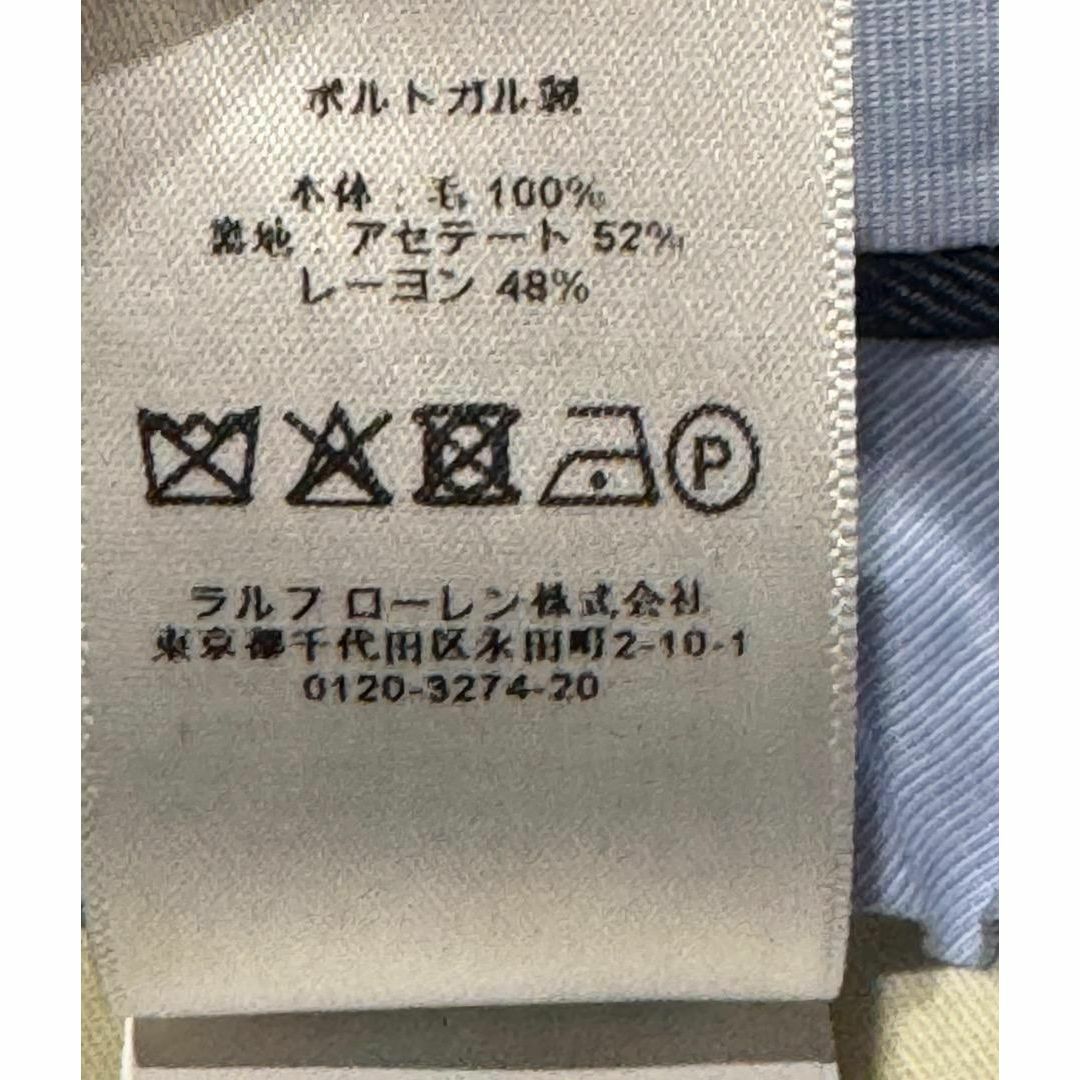 ポルトガル製
本体：毛 100%
裏地：アセテート 52%
レーヨン 48%
P
ラルフ ローレン株式会社
東京都千代田区永田町2-10-1
0120-3274-20